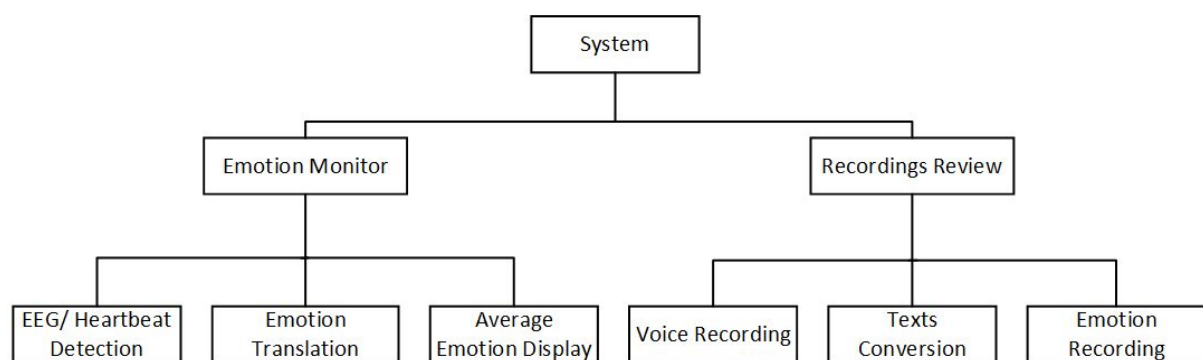 System
Emotion Monitor
Recordings Review
EEG/ Heartbeat
Detection
Emotion
Translation
Average
Emotion Display
Voice Recording
Texts
Conversion
Emotion
Recording